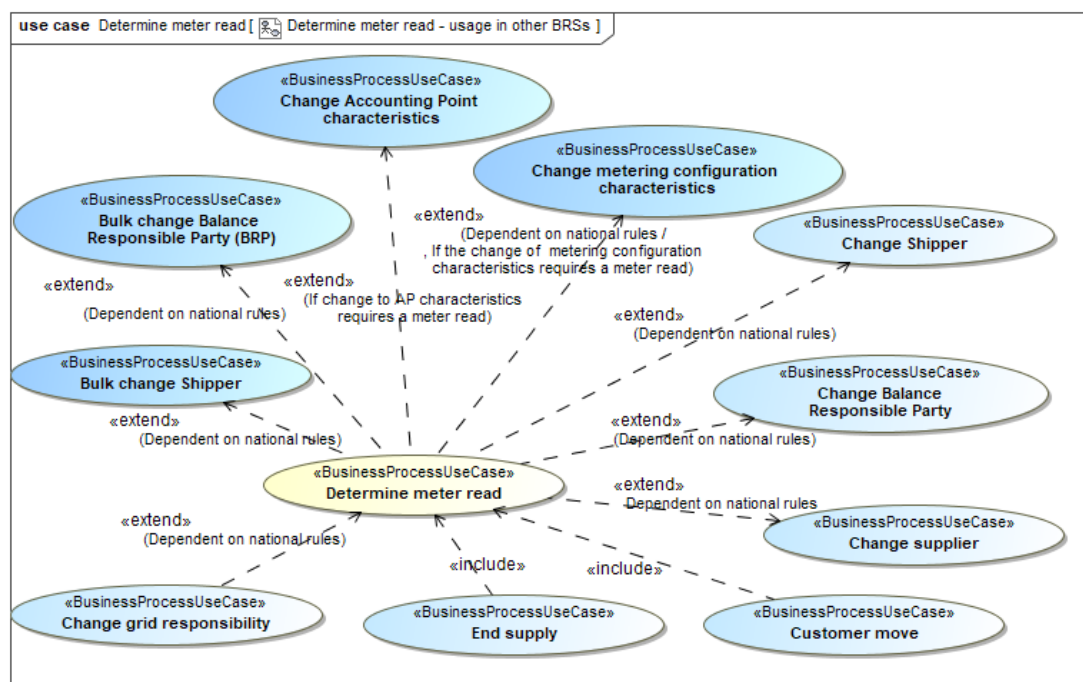 use case Determine meter read [ Determine meter read - usage in other BRSs ]
«BusinessProcessUseCase»
Change Accounting Point
characteristics
«BusinessProcessUseCase»
Change metering configuration
characteristics
«BusinessProcessUseCase»
Bulk change Balance
Responsible Party (BRP)
«extend»
(Dependent on national rules /
, If the change of metering configuration
characteristics requires a meter read)
«BusinessProcessUseCase»
Change Shipper
«extend»
(Dependent on national rules)
«extend»
(If change to AP characteristics
requires a meter read)
«extend»
(Dependent on national rules)
«BusinessProcessUseCase»
Bulk change Shipper
«extend»
(Dependent on national rules)
«BusinessProcessUseCase»
Change Balance
Responsible Party
«extend»
(Dependent on national rules)
«BusinessProcessUseCase»
Determine meter read
«extend»
Dependent on national rules
«BusinessProcessUseCase»
Change supplier
«extend»
(Dependent on national rules)
«include»
«include»
«BusinessProcessUseCase»
Change grid responsibility
«BusinessProcessUseCase»
End supply
«BusinessProcessUseCase»
Customer move